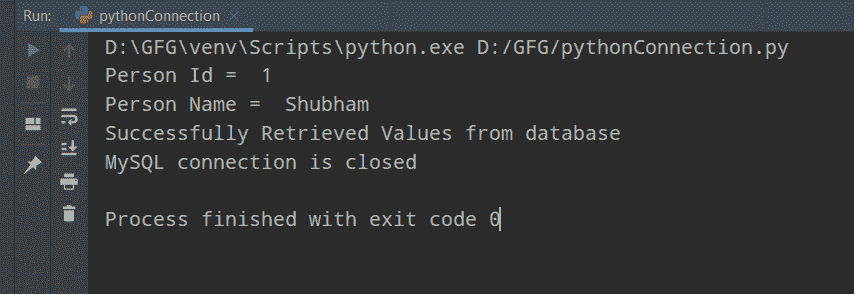 Run: pythonConnection
D:\GFG\venv\Scripts\python.exe D:/GFG/pythonConnection.py
Person Id =  1
Person Name =  Shubham
Successfully Retrieved Values from database
MySQL connection is closed
Process finished with exit code 0